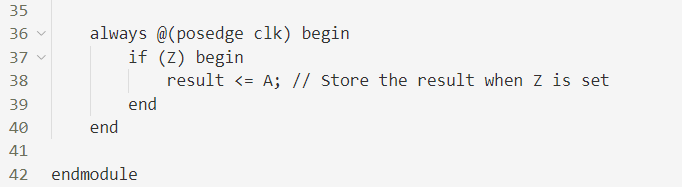 35
36 always @(posedge clk) begin
37 if (Z) begin
38 result <= A; // Store the result when Z is set
39 end
40 end
41
42 endmodule